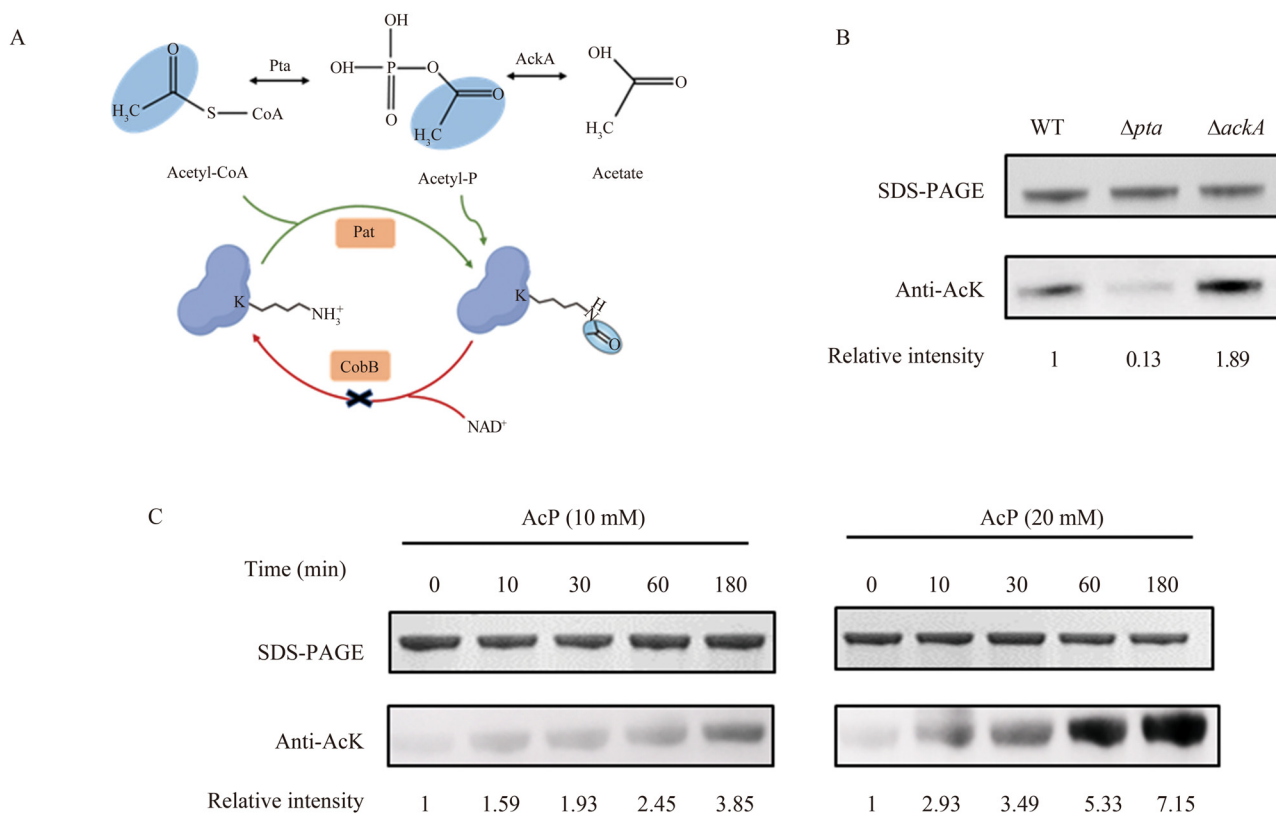 A
OH
O
OH
P
O
O
O
Pta
AckA
OH
O
H₃C
S
CoA
H₃C
H₃C
Acetyl-CoA
Acetyl-P
Acetate
Pat
K
NH₃⁺
K
H
N
O
CobB
NAD⁺
B
WT Δpta ΔackA
SDS-PAGE
Anti-AcK
Relative intensity 1 0.13 1.89
C
AcP (10 mM) AcP (20 mM)
Time (min) 0 10 30 60 180 0 10 30 60 180
SDS-PAGE
Anti-AcK
Relative intensity 1 1.59 1.93 2.45 3.85 1 2.93 3.49 5.33 7.15